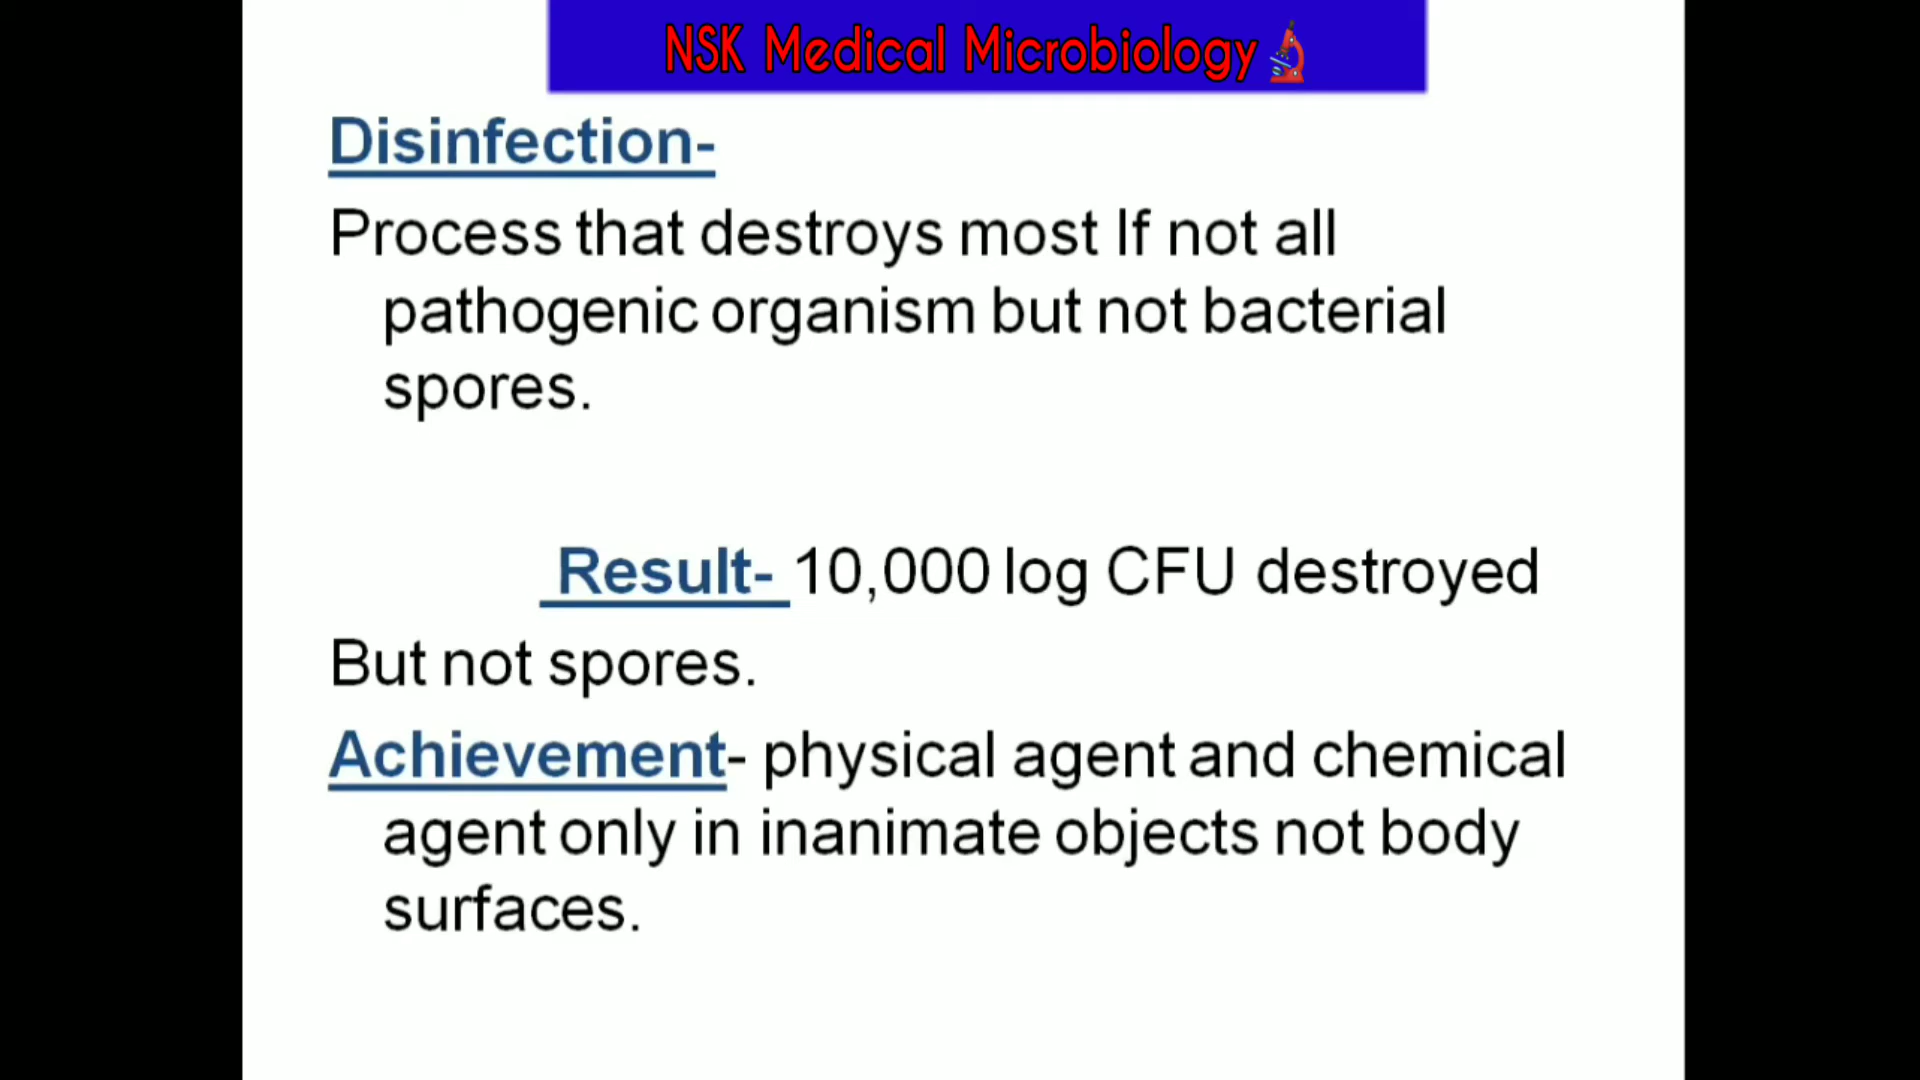 NSK Medical Microbiology
Disinfection-
Process that destroys most If not all
pathogenic organism but not bacterial
spores.
Result- 10,000 log CFU destroyed
But not spores.
Achievement- physical agent and chemical
agent only in inanimate objects not body
surfaces.